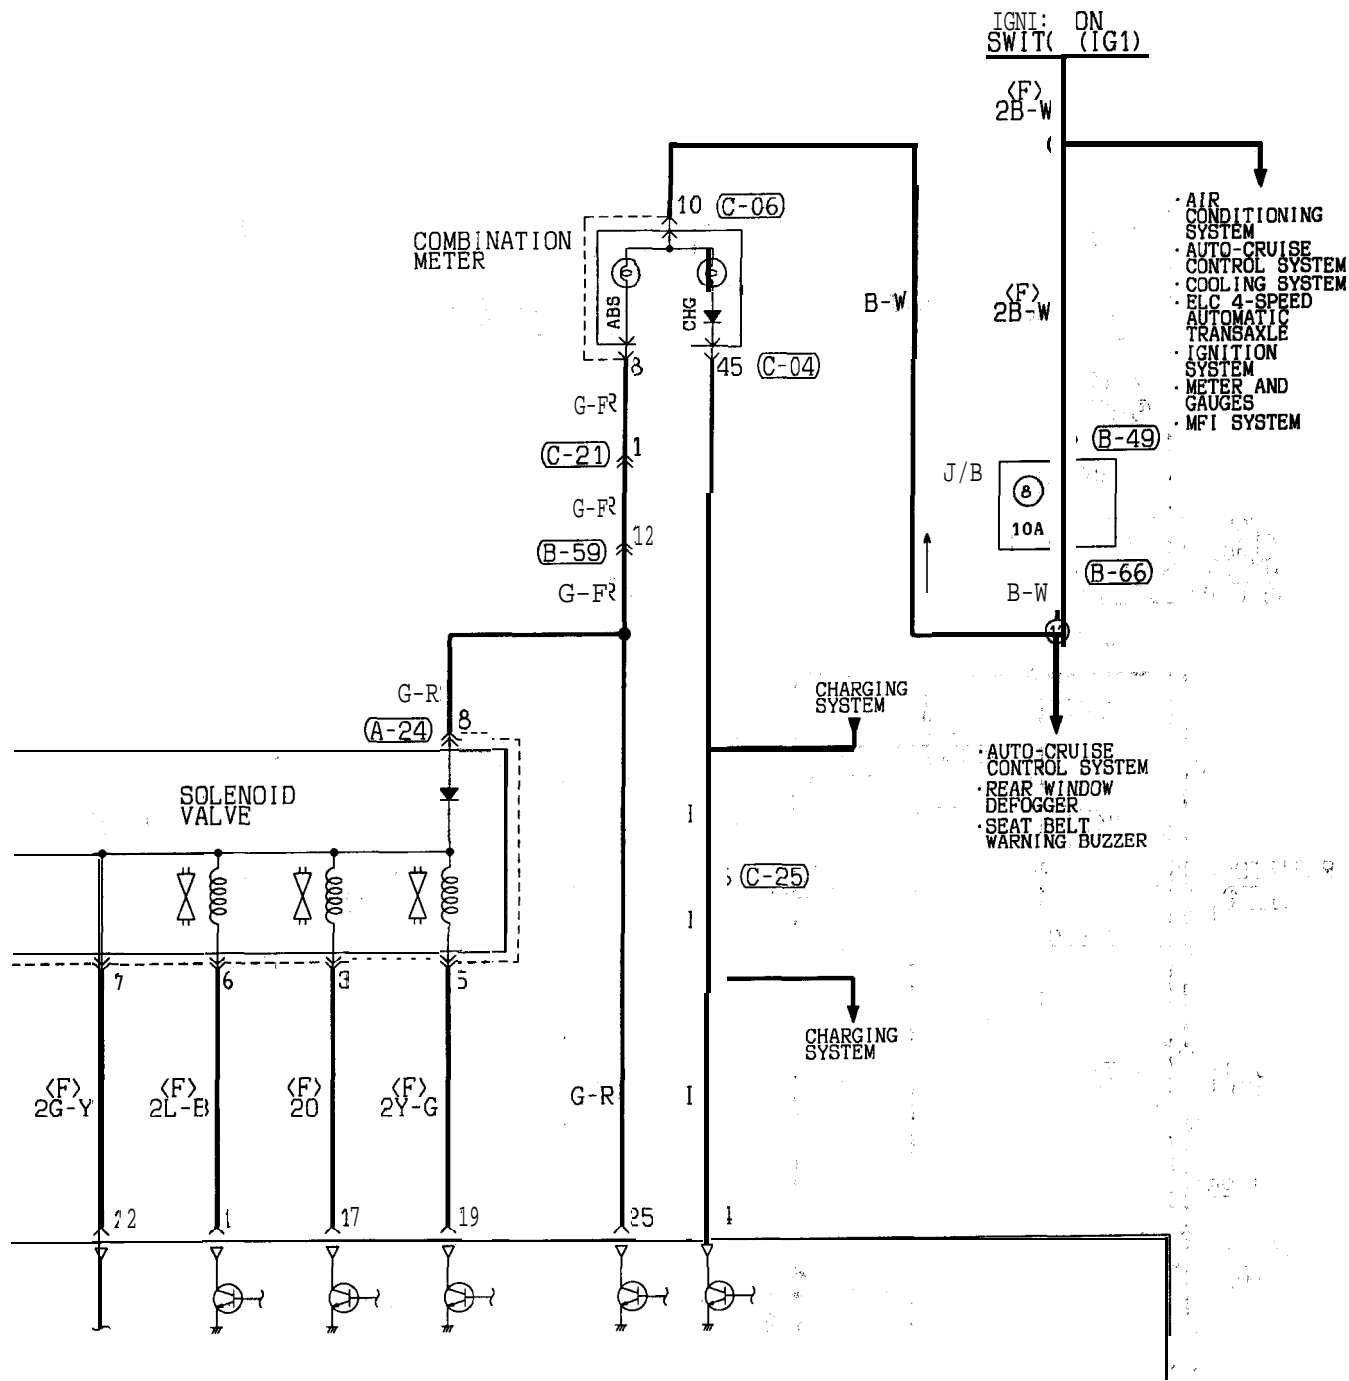 SWIT( (IG1)
<F>
2B-W
10 (C-06)
· AIR
CONDITIONING
SYSTEM
· AUTO-CRUISE
CONTROL SYSTEM
· COOLING SYSTEM
· ELC 4-SPEED
AUTOMATIC
TRANSAXLE
· IGNITION
SYSTEM
· METER AND
GAUGES
· MFI SYSTEM
COMBINATION
METER
ABS
CHG
B-W
<F>
2B-W
8
45 (C-04)
(B-49)
(C-21) 1
J/B
8
10A
(B-59) 12
(B-66)
B-W
G-R
(A-24) 8
CHARGING
SYSTEM
· AUTO-CRUISE
CONTROL SYSTEM
· REAR WINDOW
DEFOGGER
· SEAT BELT
WARNING BUZZER
SOLENOID
VALVE
(C-25)
7
6
3
5
CHARGING
SYSTEM
<F>
2G-Y
<F>
2L-B
<F>
2O
<F>
2Y-G
G-R
1
17
19
25